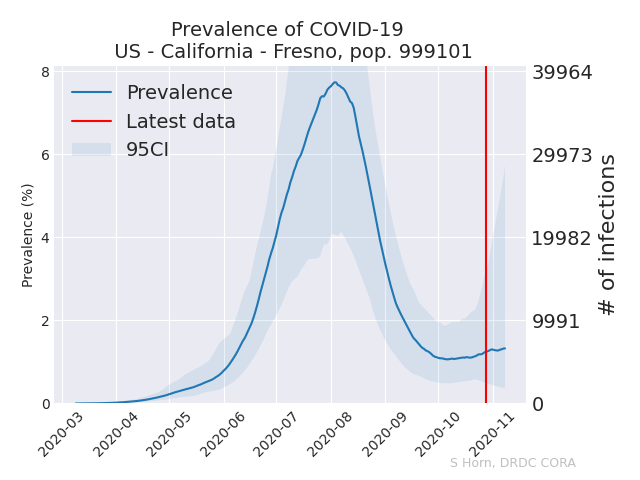 Prevalence of COVID-19
US - California - Fresno, pop. 999101
Prevalence
Latest data
95CI
Prevalence (%)
8
6
4
2
0
39964
29973
19982
9991
0
# of infections
2020-03
2020-04
2020-05
2020-06
2020-07
2020-08
2020-09
2020-10
2020-11
S Horn, DRDC CORA